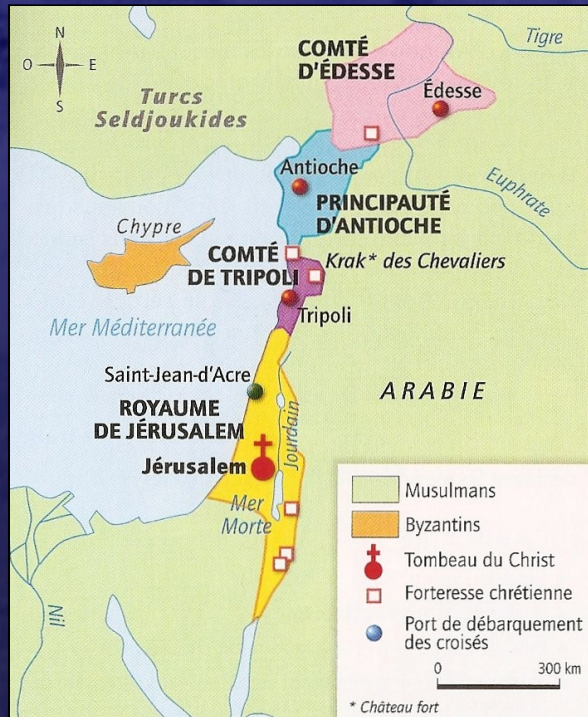 N
O
E
S
Tigre
COMTÉ
D'ÉDESSE
Édesse
Turcs
Seldjoukides
Antioche
Euphrate
PRINCIPAUTÉ
D'ANTIOCHE
Chypre
COMTÉ
DE TRIPOLI
Krak* des Chevaliers
Tripoli
Mer Méditerranée
Saint-Jean-d'Acre
ARABIE
ROYAUME
DE JÉRUSALEM
Jourdain
Jérusalem
Mer
Morte
Nil
Musulmans
Byzantins
Tombeau du Christ
Forteresse chrétienne
Port de débarquement
des croisés
0 300 km
* Château fort